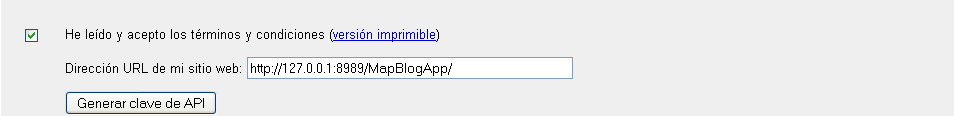 He leído y acepto los términos y condiciones (versión imprimible)
Dirección URL de mi sitio web: http://127.0.0.1:8989/MapBlogApp/
Generar clave de API